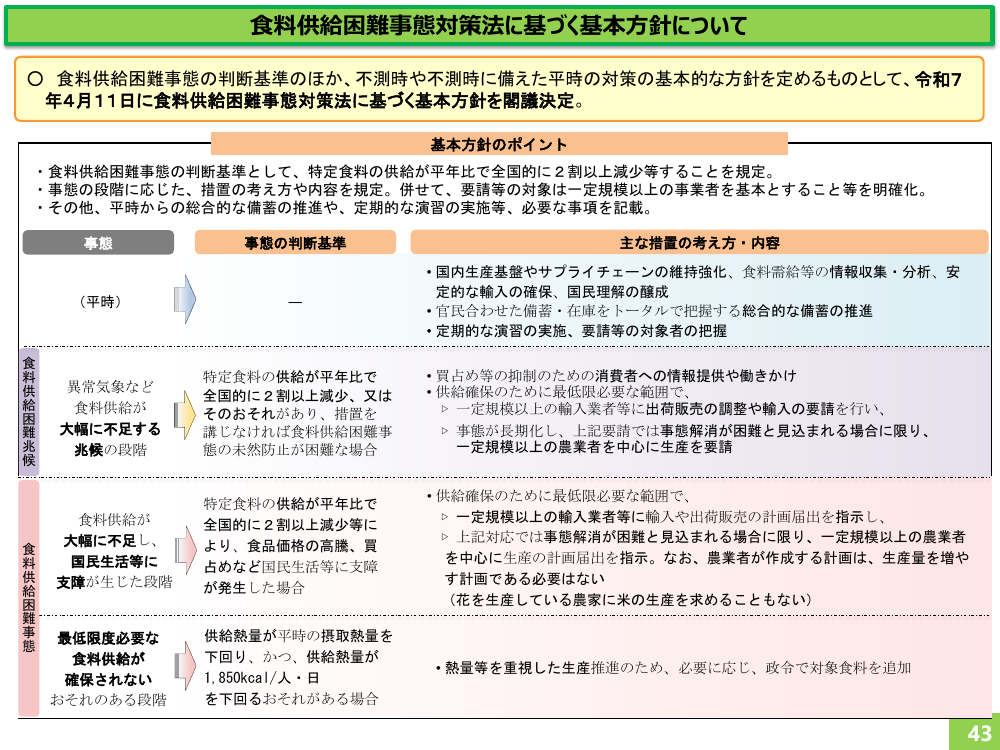 食料供給困難事態対策法に基づく基本方針について
〇　食料供給困難事態の判断基準のほか、不測時や不測時に備えた平時の対策の基本的な方針を定めるものとして、令和７
年４月１１日に食料供給困難事態対策法に基づく基本方針を閣議決定。
基本方針のポイント
・食料供給困難事態の判断基準として、特定食料の供給が平年比で全国的に２割以上減少等することを規定。
・事態の段階に応じた、措置の考え方や内容を規定。併せて、要請等の対象は一定規模以上の事業者を基本とすること等を明確化。
・その他、平時からの総合的な備蓄の推進や、定期的な演習の実施等、必要な事項を記載。
事態
事態の判断基準
主な措置の考え方・内容
（平時）
―
•国内生産基盤やサプライチェーンの維持強化、食料需給等の情報収集・分析、安
定的な輸入の確保、国民理解の醸成
•官民合わせた備蓄・在庫をトータルで把握する総合的な備蓄の推進
•定期的な演習の実施、要請等の対象者の把握
食料供給困難兆候
異常気象など
食料供給が
大幅に不足する
兆候の段階
特定食料の供給が平年比で
全国的に２割以上減少、又は
そのおそれがあり、措置を
講じなければ食料供給困難事
態の未然防止が困難な場合
•買占め等の抑制のための消費者への情報提供や働きかけ
•供給確保のために最低限必要な範囲で、
▷ 一定規模以上の輸入業者等に出荷販売の調整や輸入の要請を行い、
▷ 事態が長期化し、上記要請では事態解消が困難と見込まれる場合に限り、
一定規模以上の農業者を中心に生産を要請
食料供給困難事態
食料供給が
大幅に不足し、
国民生活等に
支障が生じた段階
特定食料の供給が平年比で
全国的に２割以上減少等に
より、食品価格の高騰、買
占めなど国民生活等に支障
が発生した場合
•供給確保のために最低限必要な範囲で、
▷ 一定規模以上の輸入業者等に輸入や出荷販売の計画届出を指示し、
▷ 上記対応では事態解消が困難と見込まれる場合に限り、一定規模以上の農業者
を中心に生産の計画届出を指示。なお、農業者が作成する計画は、生産量を増や
す計画である必要はない
（花を生産している農家に米の生産を求めることもない）
最低限度必要な
食料供給が
確保されない
おそれのある段階
供給熱量が平時の摂取熱量を
下回り、かつ、供給熱量が
1,850kcal/人・日
を下回るおそれがある場合
•熱量等を重視した生産推進のため、必要に応じ、政令で対象食料を追加
43